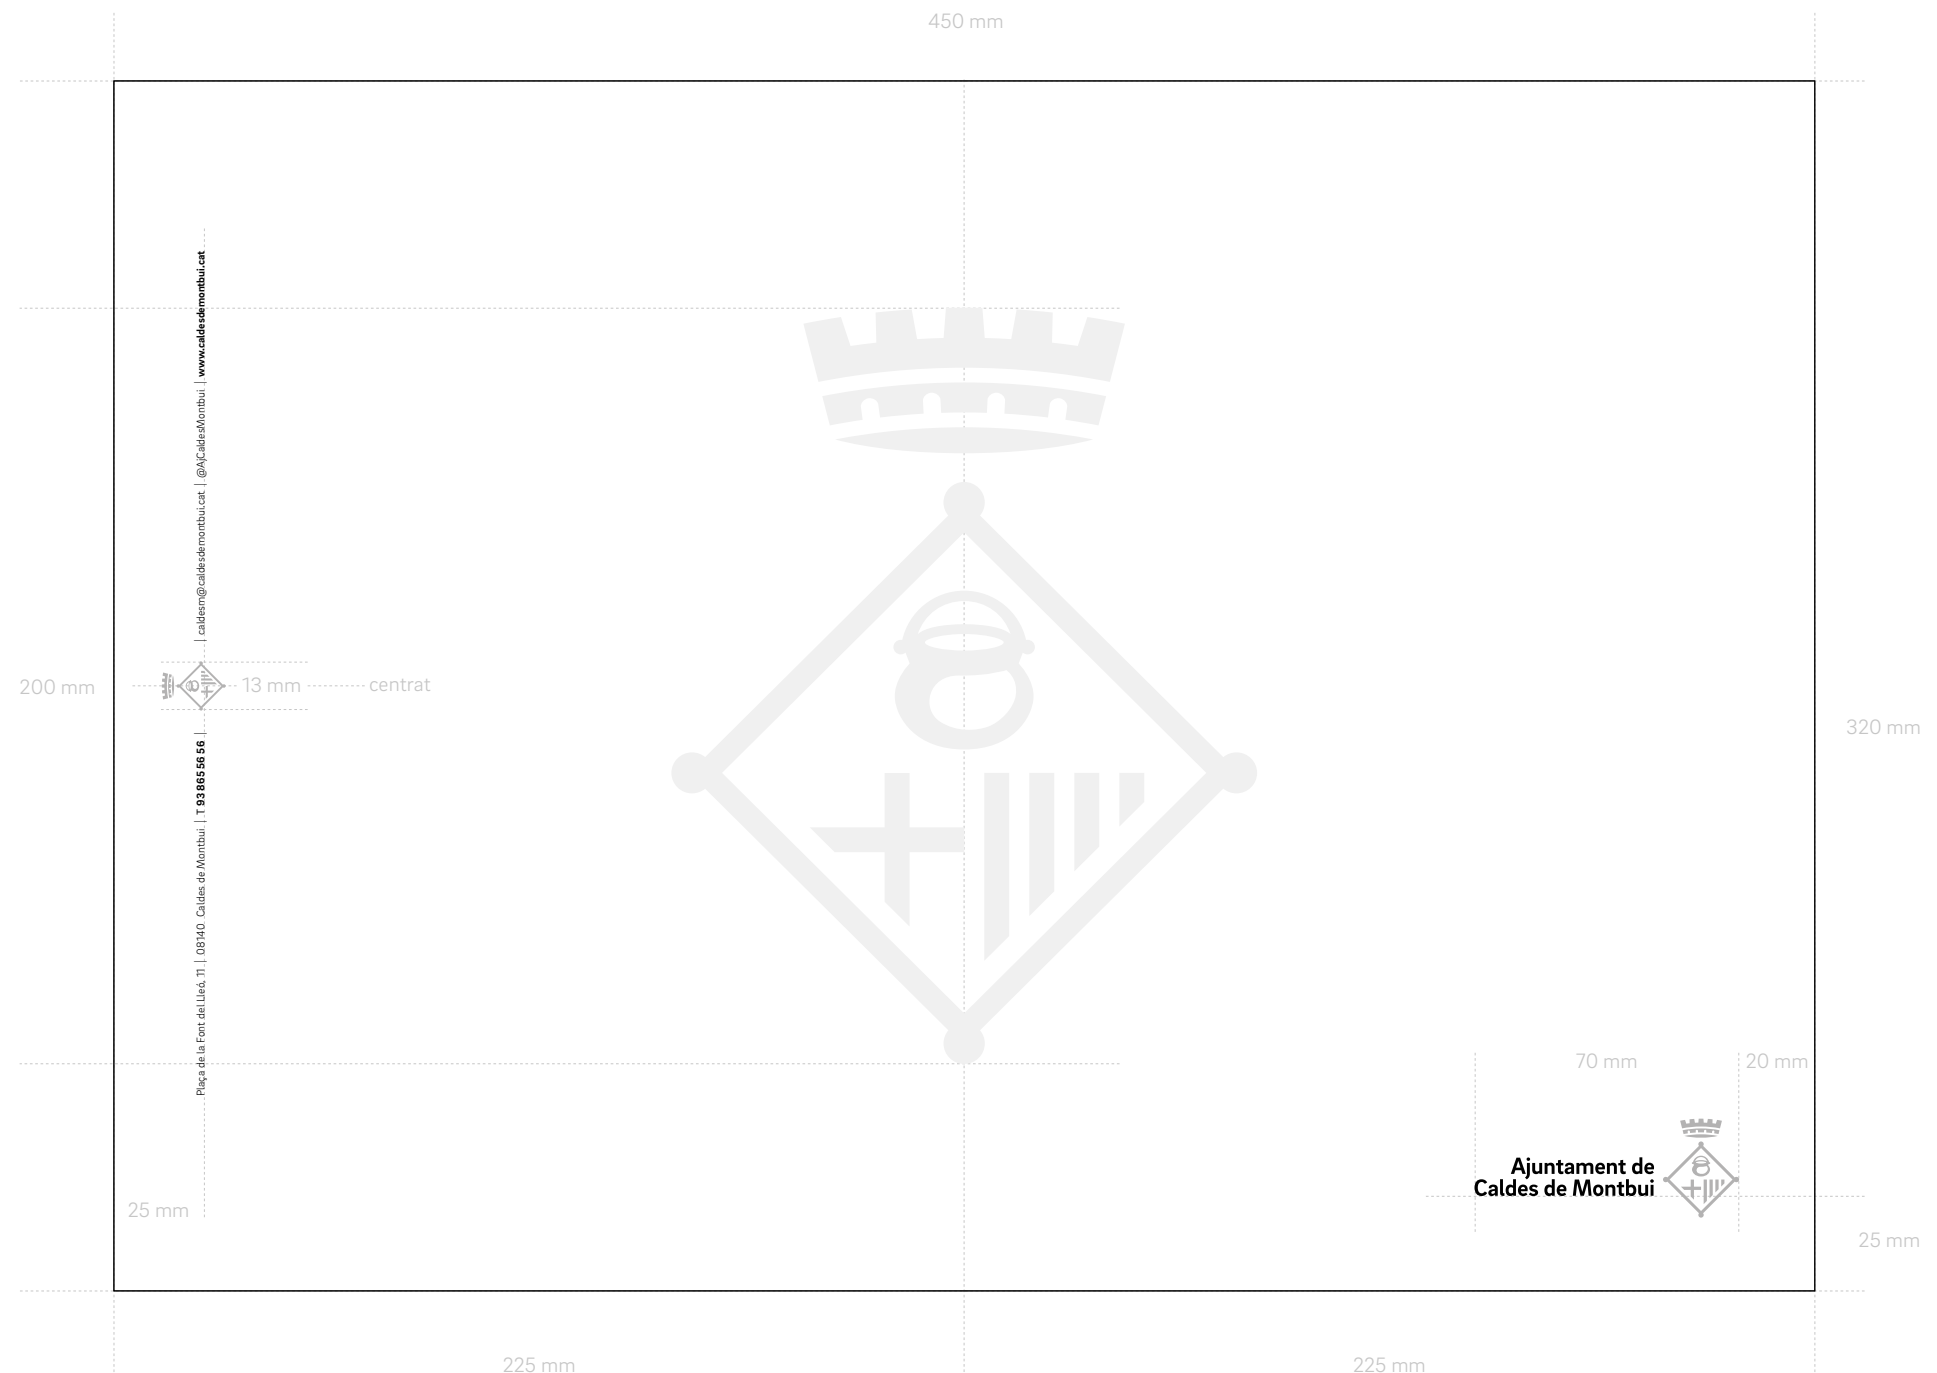 450 mm
Plaça de la Font del Lleó, 11 | 08140 Caldes de Montbui | T 93 865 56 56 | | caldesm@caldesdemontbui.cat | @AjCaldesMontbui | www.caldesdemontbui.cat
200 mm
13 mm
centrat
320 mm
70 mm
20 mm
Ajuntament de
Caldes de Montbui
25 mm
25 mm
225 mm
225 mm